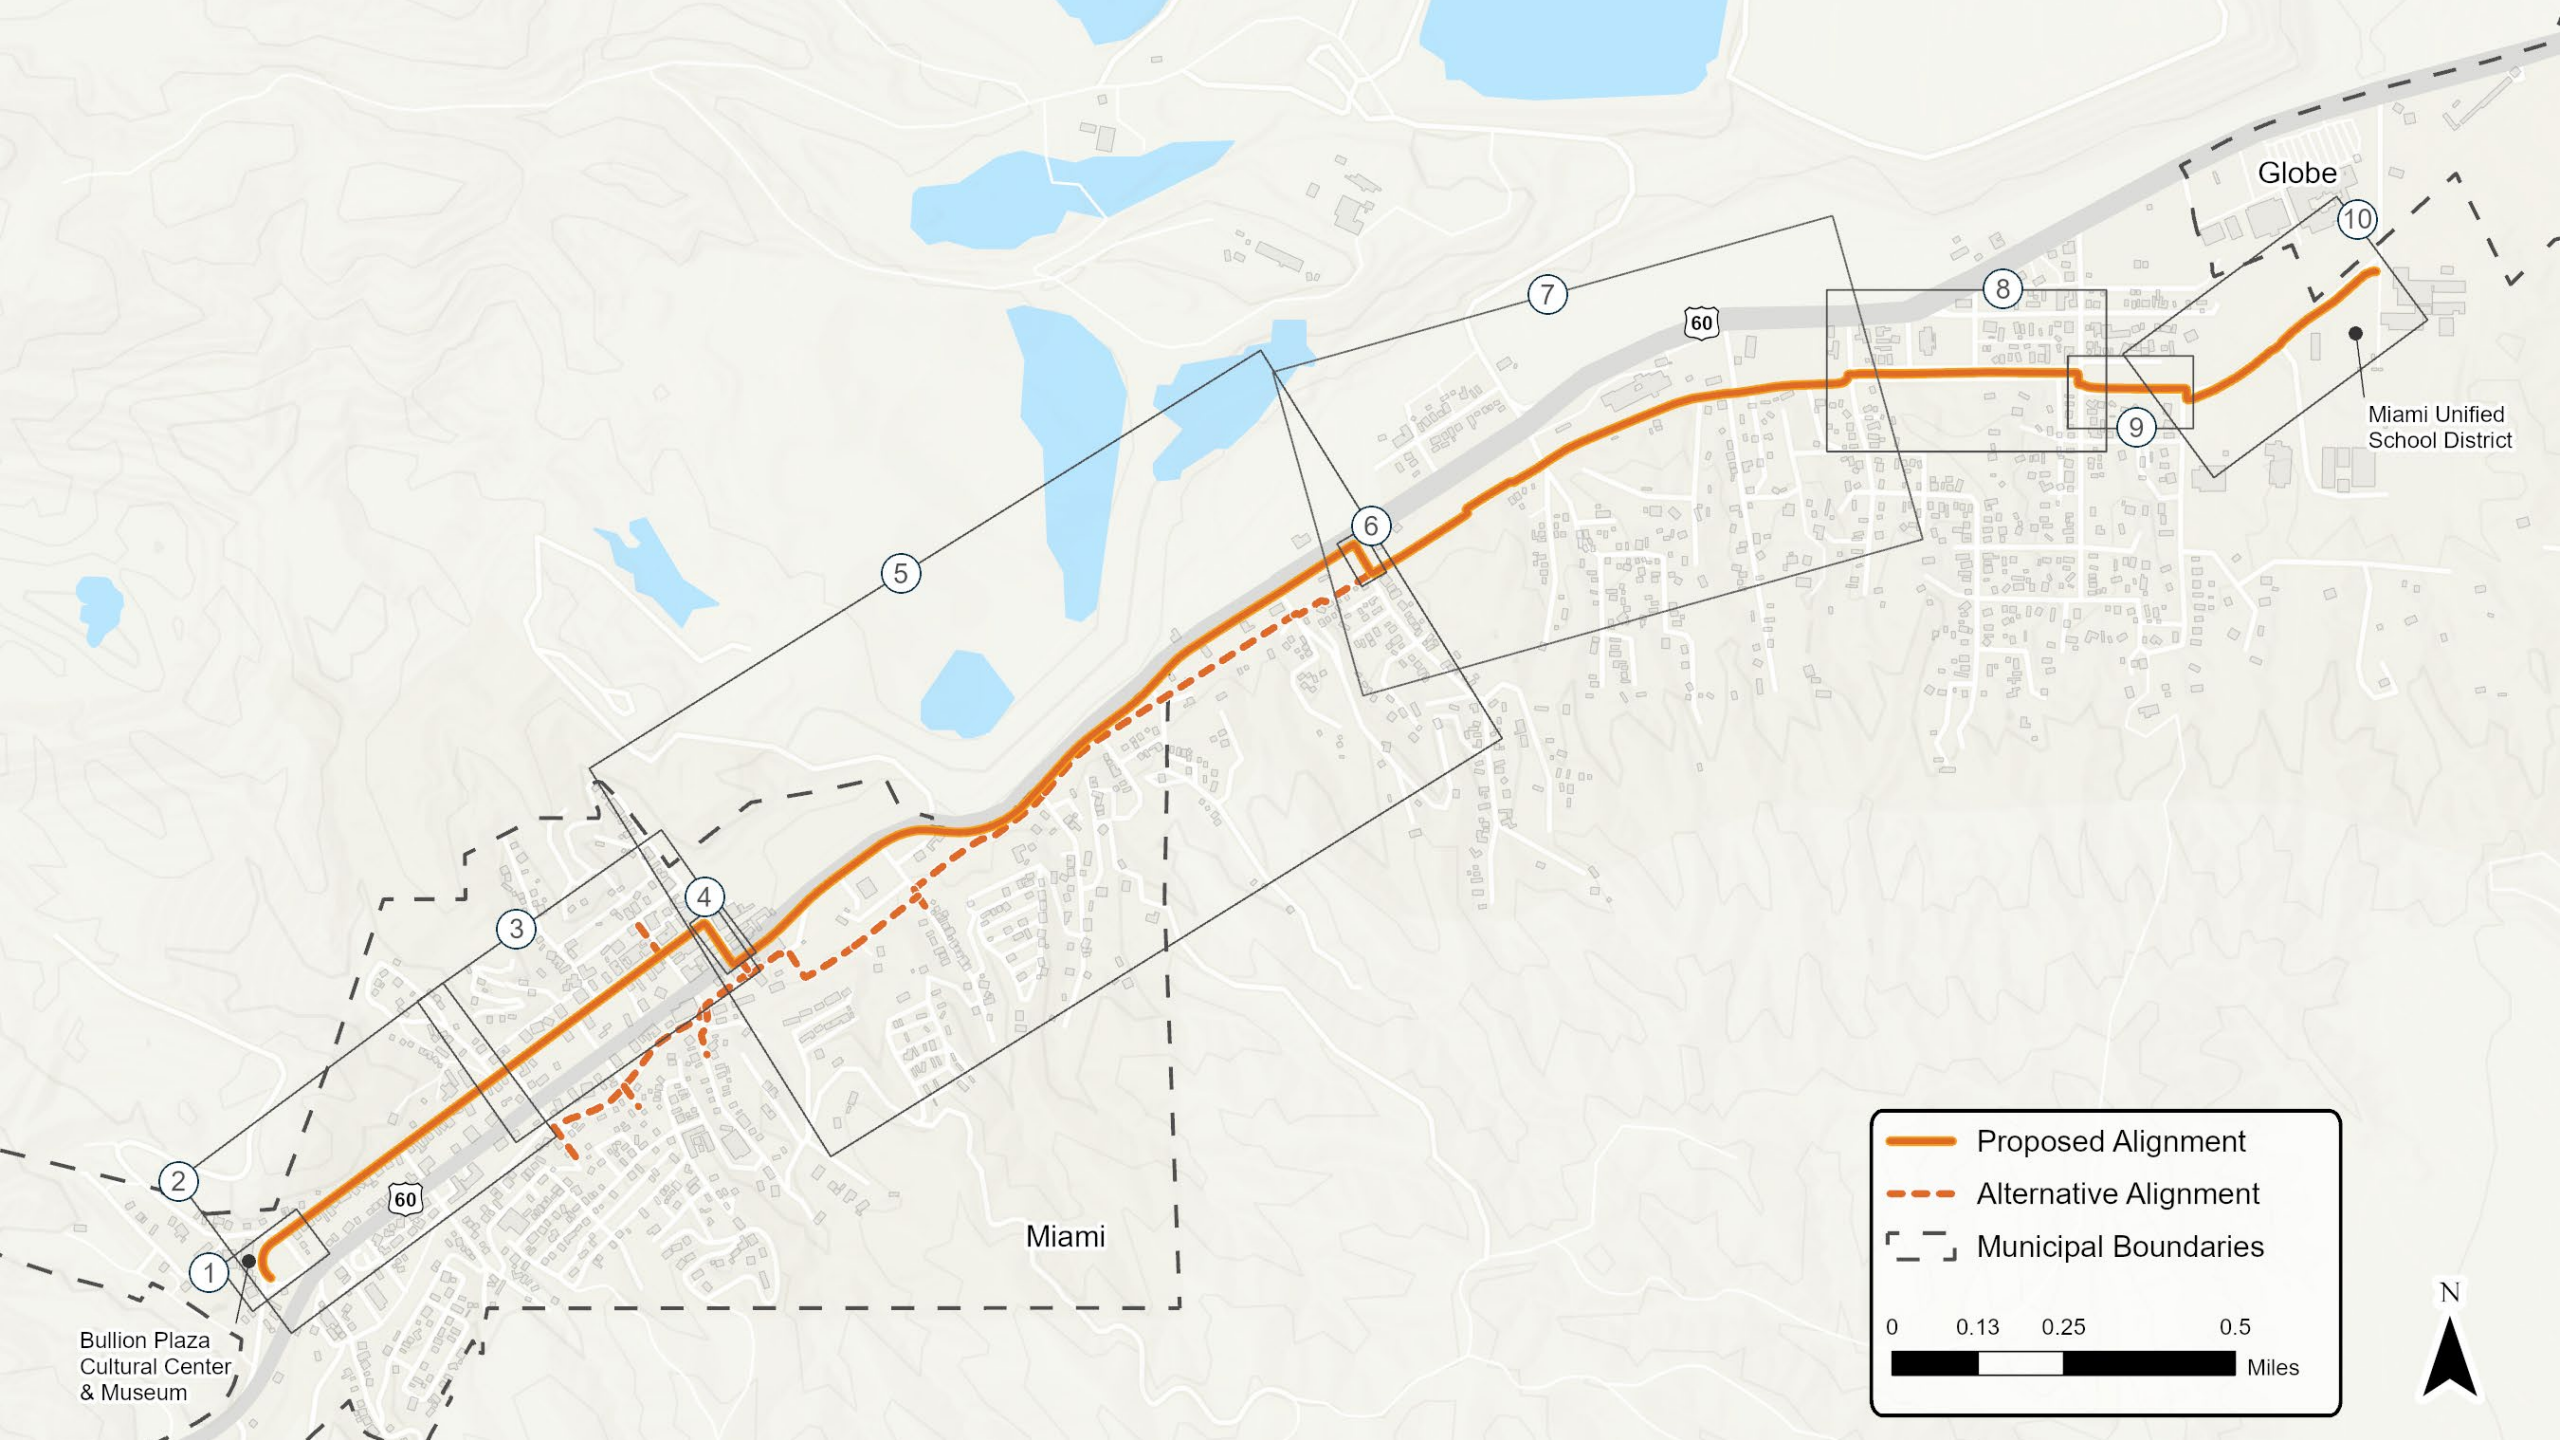 Globe
10
7
8
60
9
Miami Unified
School District
6
5
4
3
2
60
1
Miami
Bullion Plaza
Cultural Center
& Museum
Proposed Alignment
Alternative Alignment
Municipal Boundaries
0 0.13 0.25 0.5
Miles
N